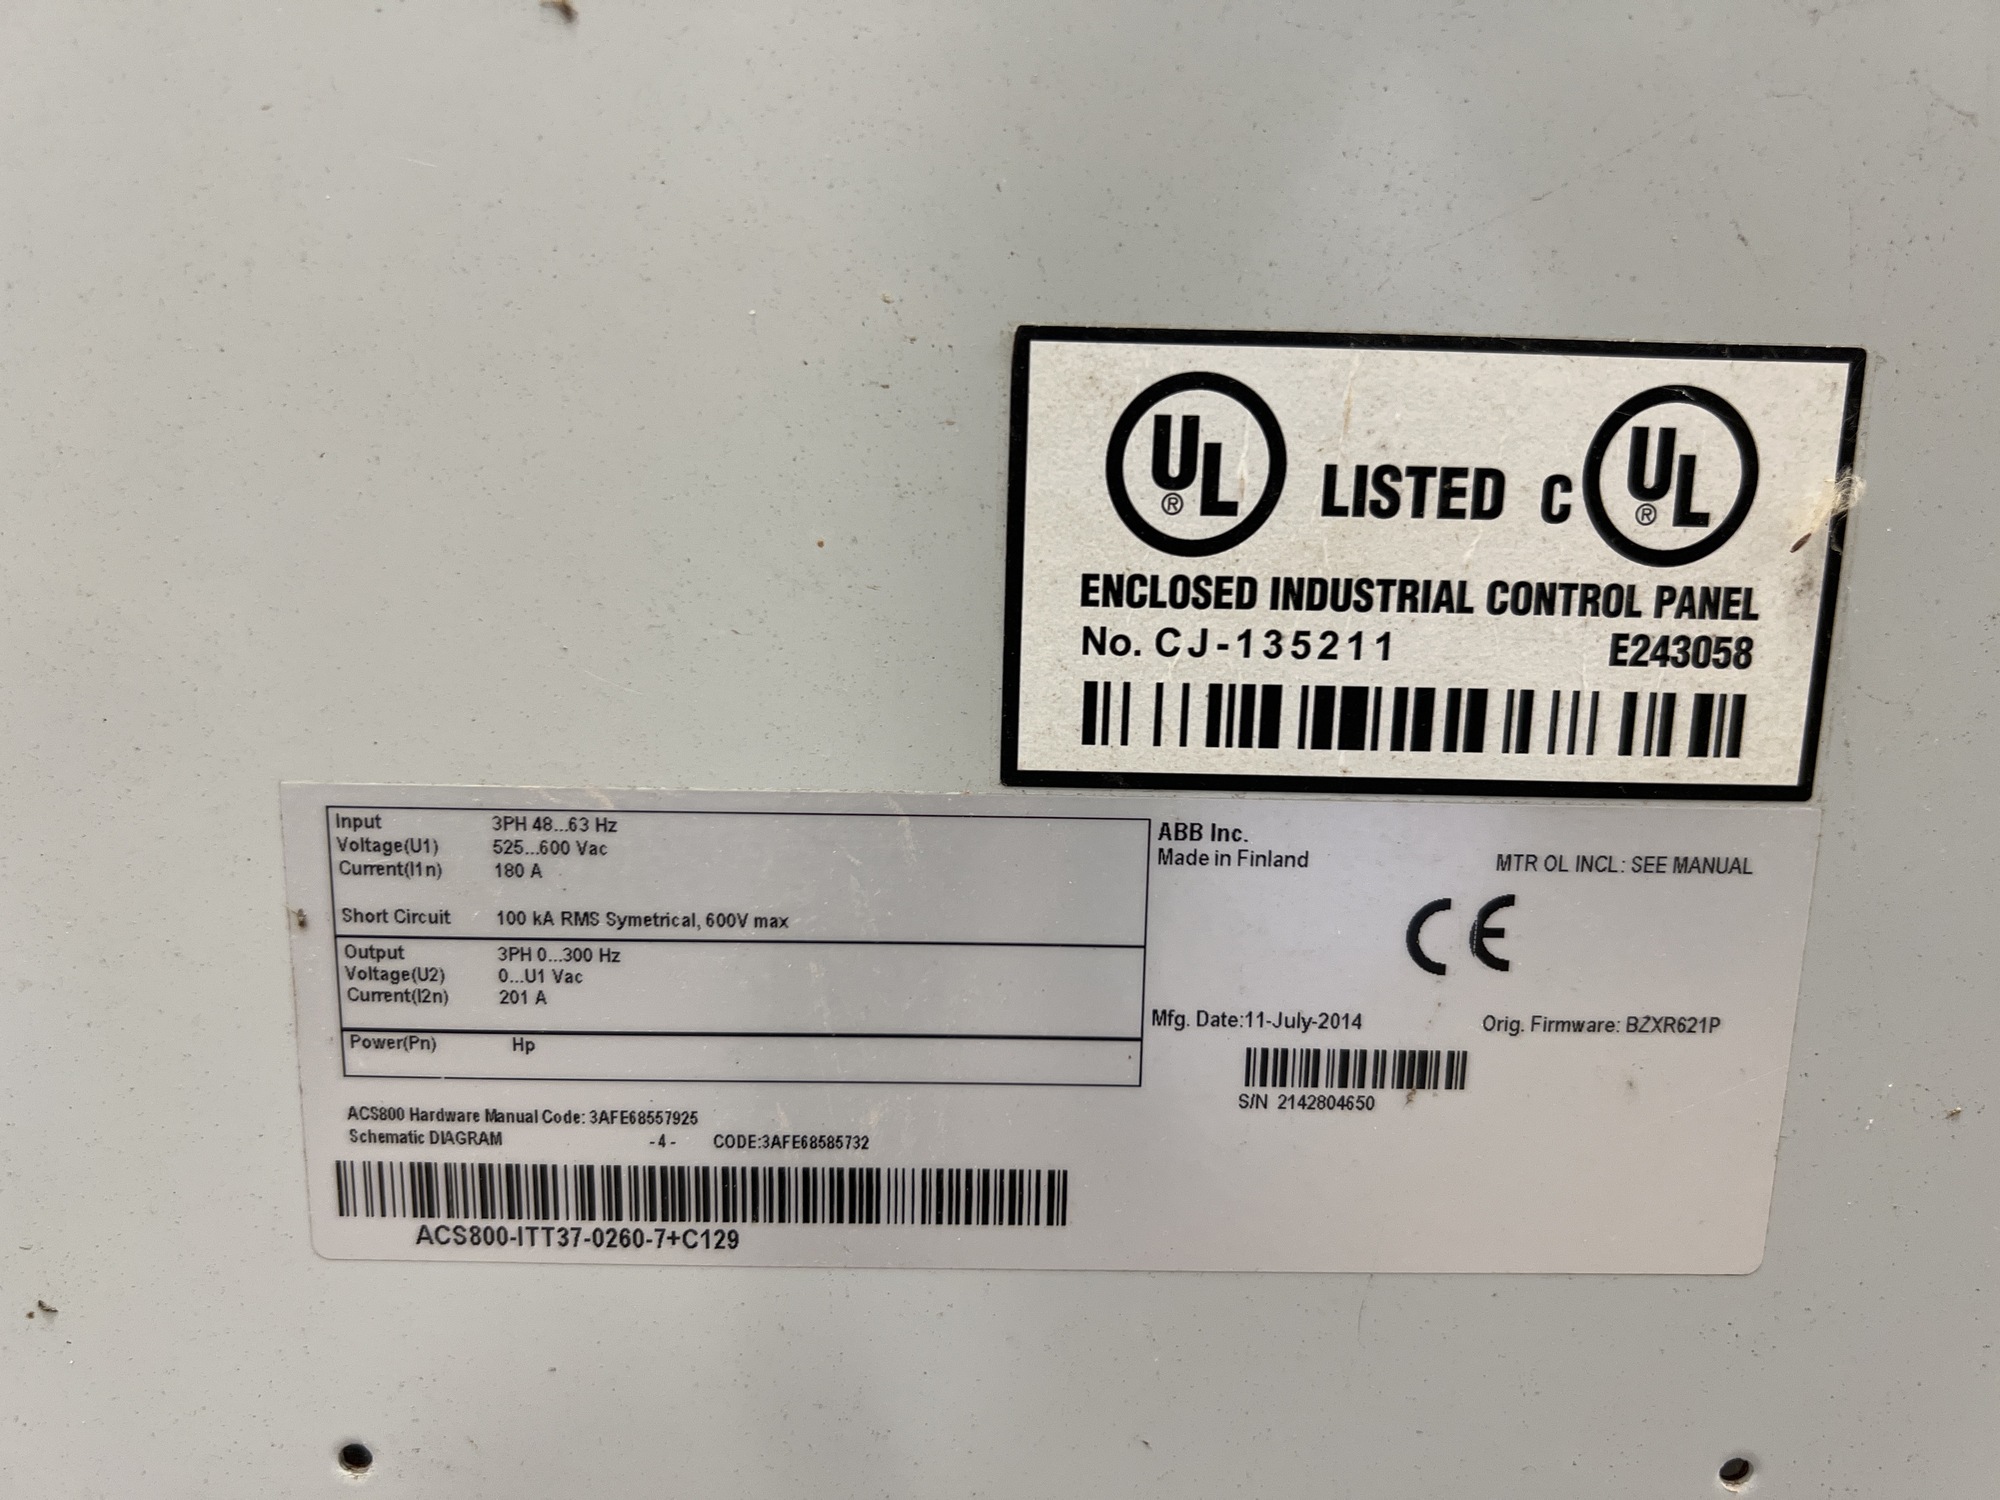 UL ® LISTED C UL ®
ENCLOSED INDUSTRIAL CONTROL PANEL
No. CJ-135211 E243058
Input 3PH 48...63 Hz
Voltage(U1) 525...600 Vac
Current(I1n) 180 A
Short Circuit 100 kA RMS Symetrical, 600V max
Output 3PH 0...300 Hz
Voltage(U2) 0...U1 Vac
Current(I2n) 201 A
Power(Pn) Hp
ABB Inc.
Made in Finland
MTR OL INCL: SEE MANUAL
CE
Mfg. Date:11-July-2014 Orig. Firmware: BZXR621P
S/N 2142804650
ACS800 Hardware Manual Code: 3AFE68557925
Schematic DIAGRAM -4- CODE:3AFE68585732
ACS800-ITT37-0260-7+C129